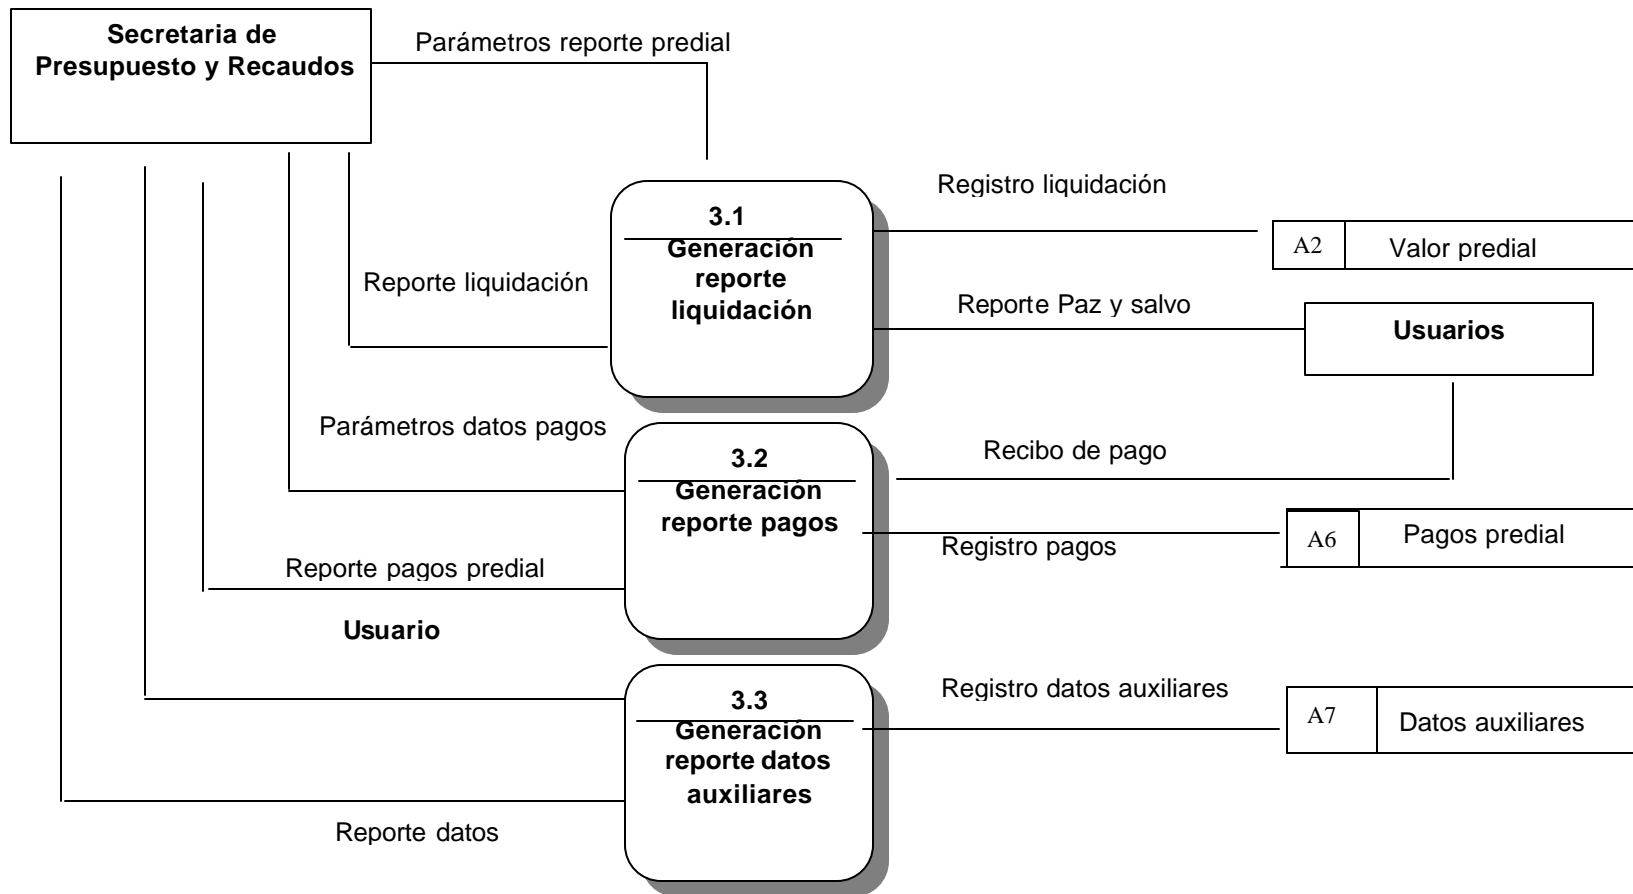 Secretaria de
Presupuesto y Recaudos
Parámetros reporte predial
3.1
Generación
reporte
liquidación
Registro liquidación
A2
Valor predial
Reporte liquidación
Reporte Paz y salvo
Usuarios
Parámetros datos pagos
3.2
Generación
reporte pagos
Recibo de pago
Registro pagos
A6
Pagos predial
Reporte pagos predial
Usuario
3.3
Generación
reporte datos
auxiliares
Registro datos auxiliares
A7
Datos auxiliares
Reporte datos